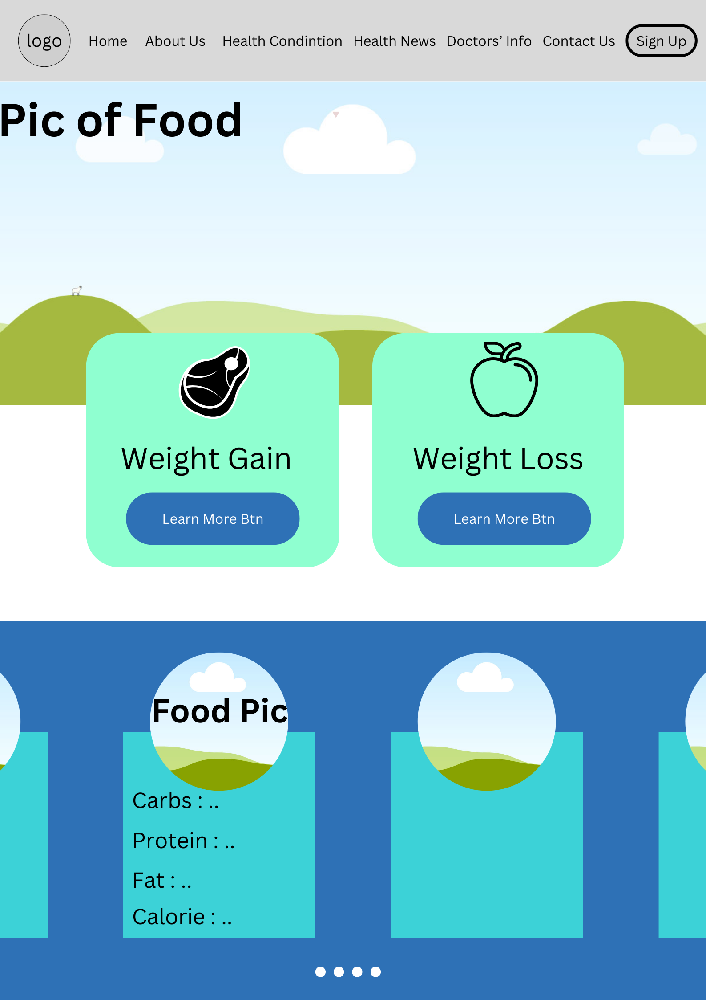 logo
Home
About Us
Health Condintion
Health News
Doctors’ Info
Contact Us
Sign Up
Pic of Food
Weight Gain
Weight Loss
Learn More Btn
Learn More Btn
Food Pic
Carbs : ..
Protein : ..
Fat : ..
Calorie : ..